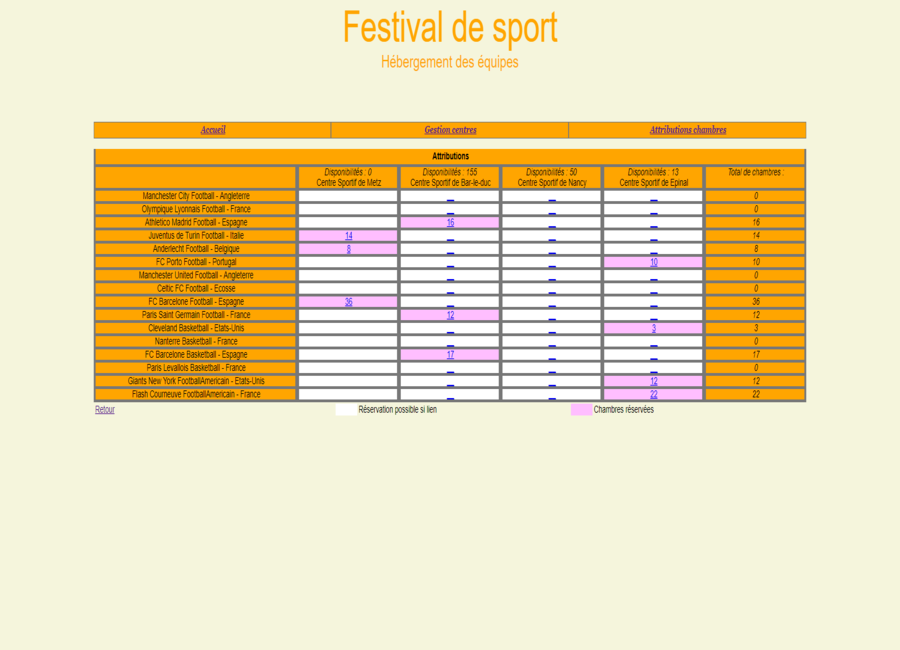 Festival de sport
Hébergement des équipes
Accueil Gestion centres Attributions chambres
Attributions
Disponibilités : 0 Disponibilités : 155 Disponibilités : 50 Disponibilités : 13 Total de chambres :
Centre Sportif de Metz Centre Sportif de Bar-le-duc Centre Sportif de Nancy Centre Sportif de Epinal
Manchester City Football - Angleterre 0
Olympique Lyonnais Football - France 0
Athletico Madrid Football - Espagne 16 16
Juventus de Turin Football - Italie 14 14
Anderlecht Football - Belgique 8 8
FC Porto Football - Portugal 10 10
Manchester United Football - Angleterre 0
Celtic FC Football - Ecosse 0
FC Barcelone Football - Espagne 36 36
Paris Saint Germain Football - France 12 12
Cleveland Basketball - Etats-Unis 3 3
Nanterre Basketball - France 0
FC Barcelone Basketball - Espagne 17 17
Paris Levallois Basketball - France 0
Giants New York FootballAmericain - Etats-Unis 12 12
Flash Courneuve FootballAmericain - France 22 22
Retour Réservation possible si lien Chambres réservées